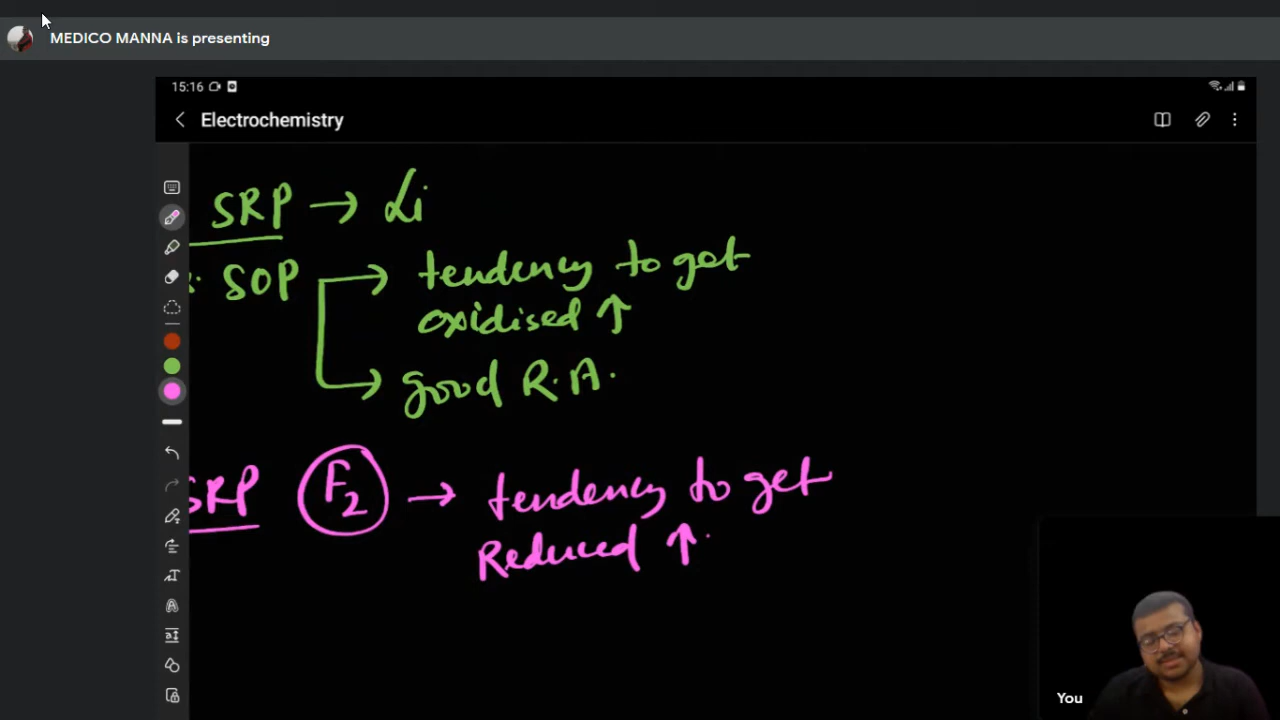 MEDICO MANNA is presenting
15:16
Electrochemistry
SRP → Li
SOP → tendency to get
oxidised ↑
→ good R.A.
SRP F2 → tendency to get
Reduced ↑
You